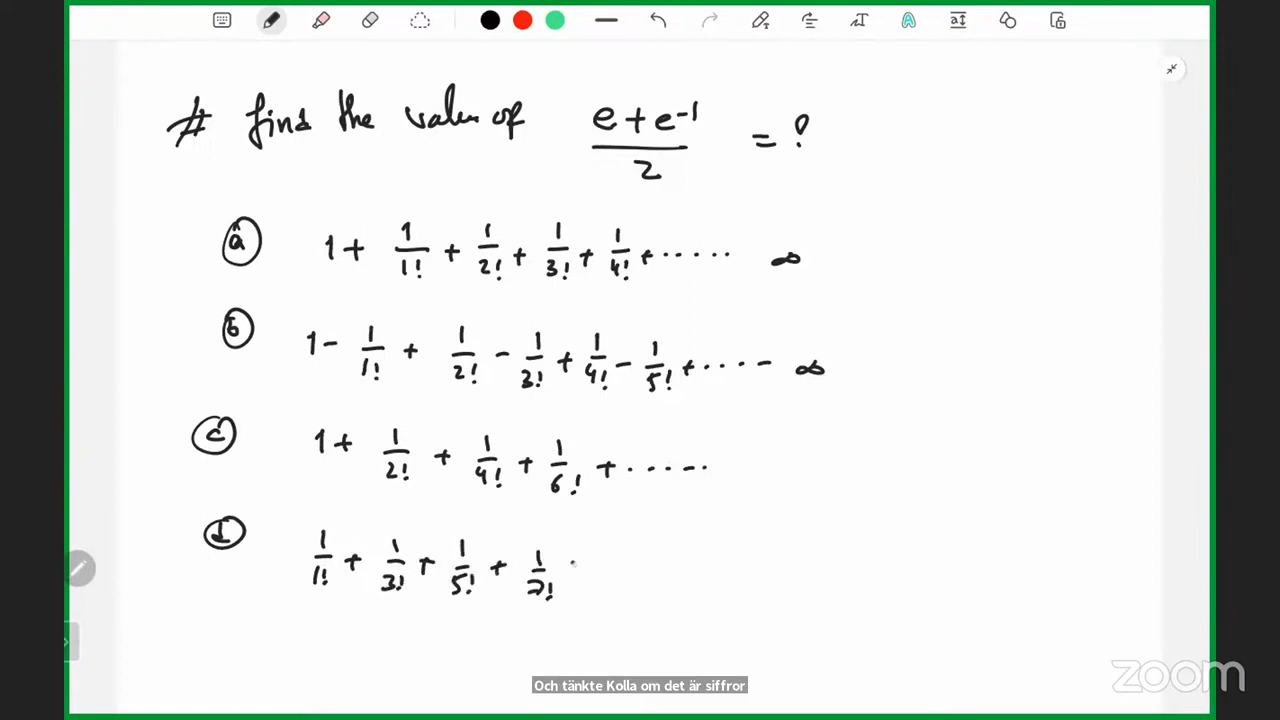 # find the value of e + e⁻¹ / 2 = ?
a 1 + 1/1! + 1/2! + 1/3! + 1/4! + ..... ∞
b 1 - 1/1! + 1/2! - 1/3! + 1/4! - 1/5! + ..... ∞
c 1 + 1/2! + 1/4! + 1/6! + ......
d 1/1! + 1/3! + 1/5! + 1/7!
Och tänkte Kolla om det är siffror
zoom